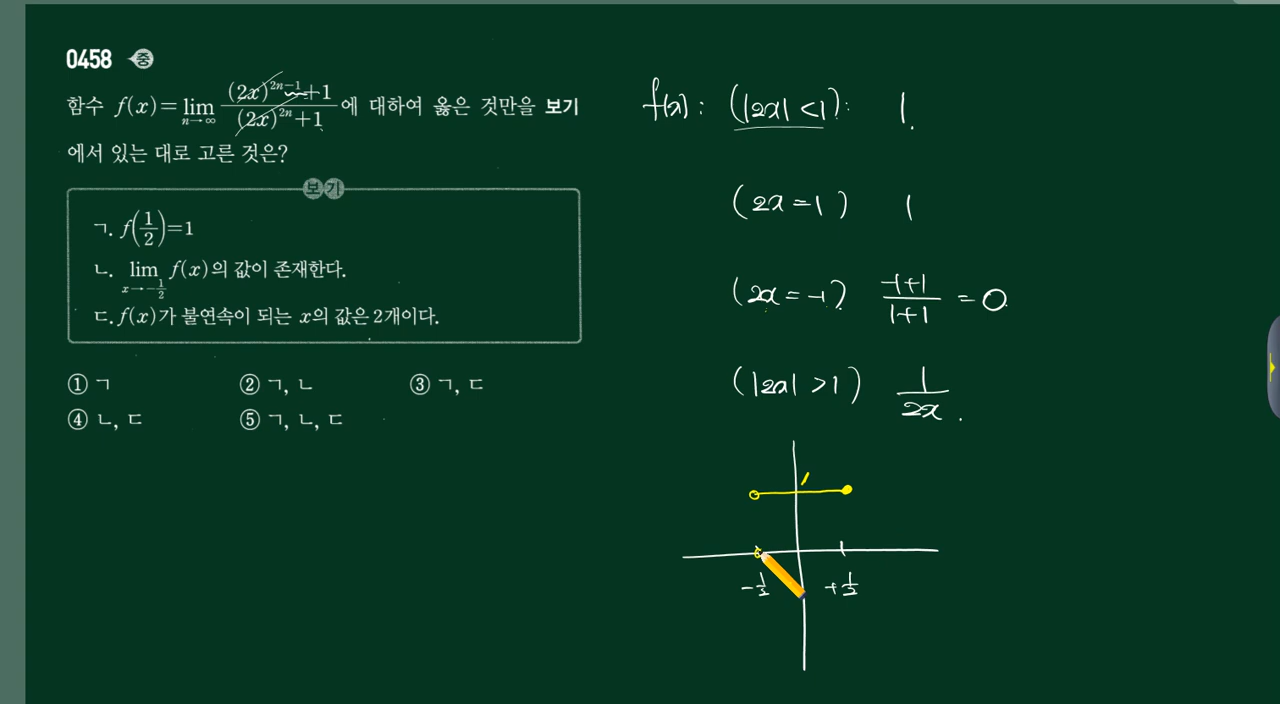 0458 중
함수 f(x)=lim n→∞ (2x)^{2n-1}+1 / (2x)^{2n}+1 에 대하여 옳은 것만을 보기
에서 있는 대로 고른 것은?
보기
ㄱ. f(1/2)=1
ㄴ. lim x→-1/2 f(x)의 값이 존재한다.
ㄷ. f(x)가 불연속이 되는 x의 값은 2개이다.
① ㄱ ② ㄱ, ㄴ ③ ㄱ, ㄷ
④ ㄴ, ㄷ ⑤ ㄱ, ㄴ, ㄷ
f(x): (|2x|<1): 1.
(2x=1) 1
(2x=-1) -1+1 / 1+1 = 0
(|2x|>1) 1/2x.
1
-1/2 +1/2